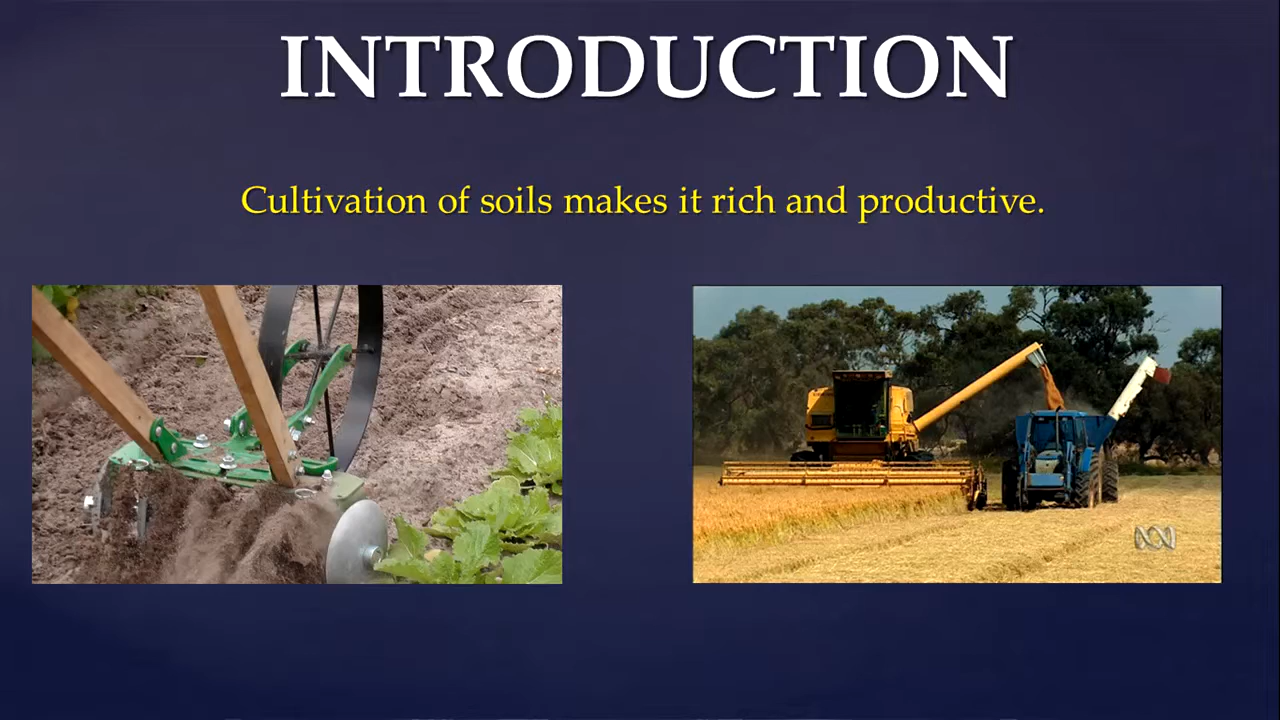 INTRODUCTION
Cultivation of soils makes it rich and productive.